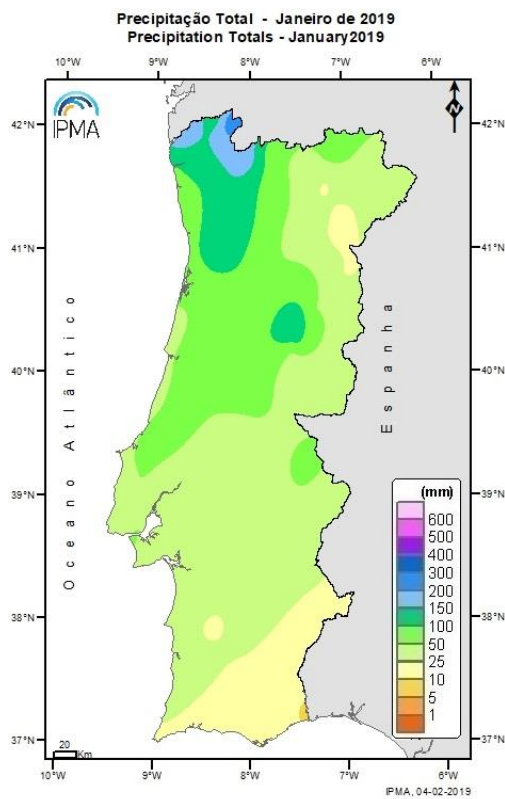 Precipitação Total - Janeiro de 2019
Precipitation Totals - January2019
10°W 9°W 8°W 7°W 6°W
IPMA
N
42°N 42°N
41°N 41°N
40°N 40°N
39°N 39°N
38°N 38°N
37°N 37°N
Oceano Atlântico
Espanha
(mm)
600
500
400
300
200
150
100
50
25
10
5
1
20
Km
10°W 9°W 8°W 7°W 6°W
IPMA, 04-02-2019